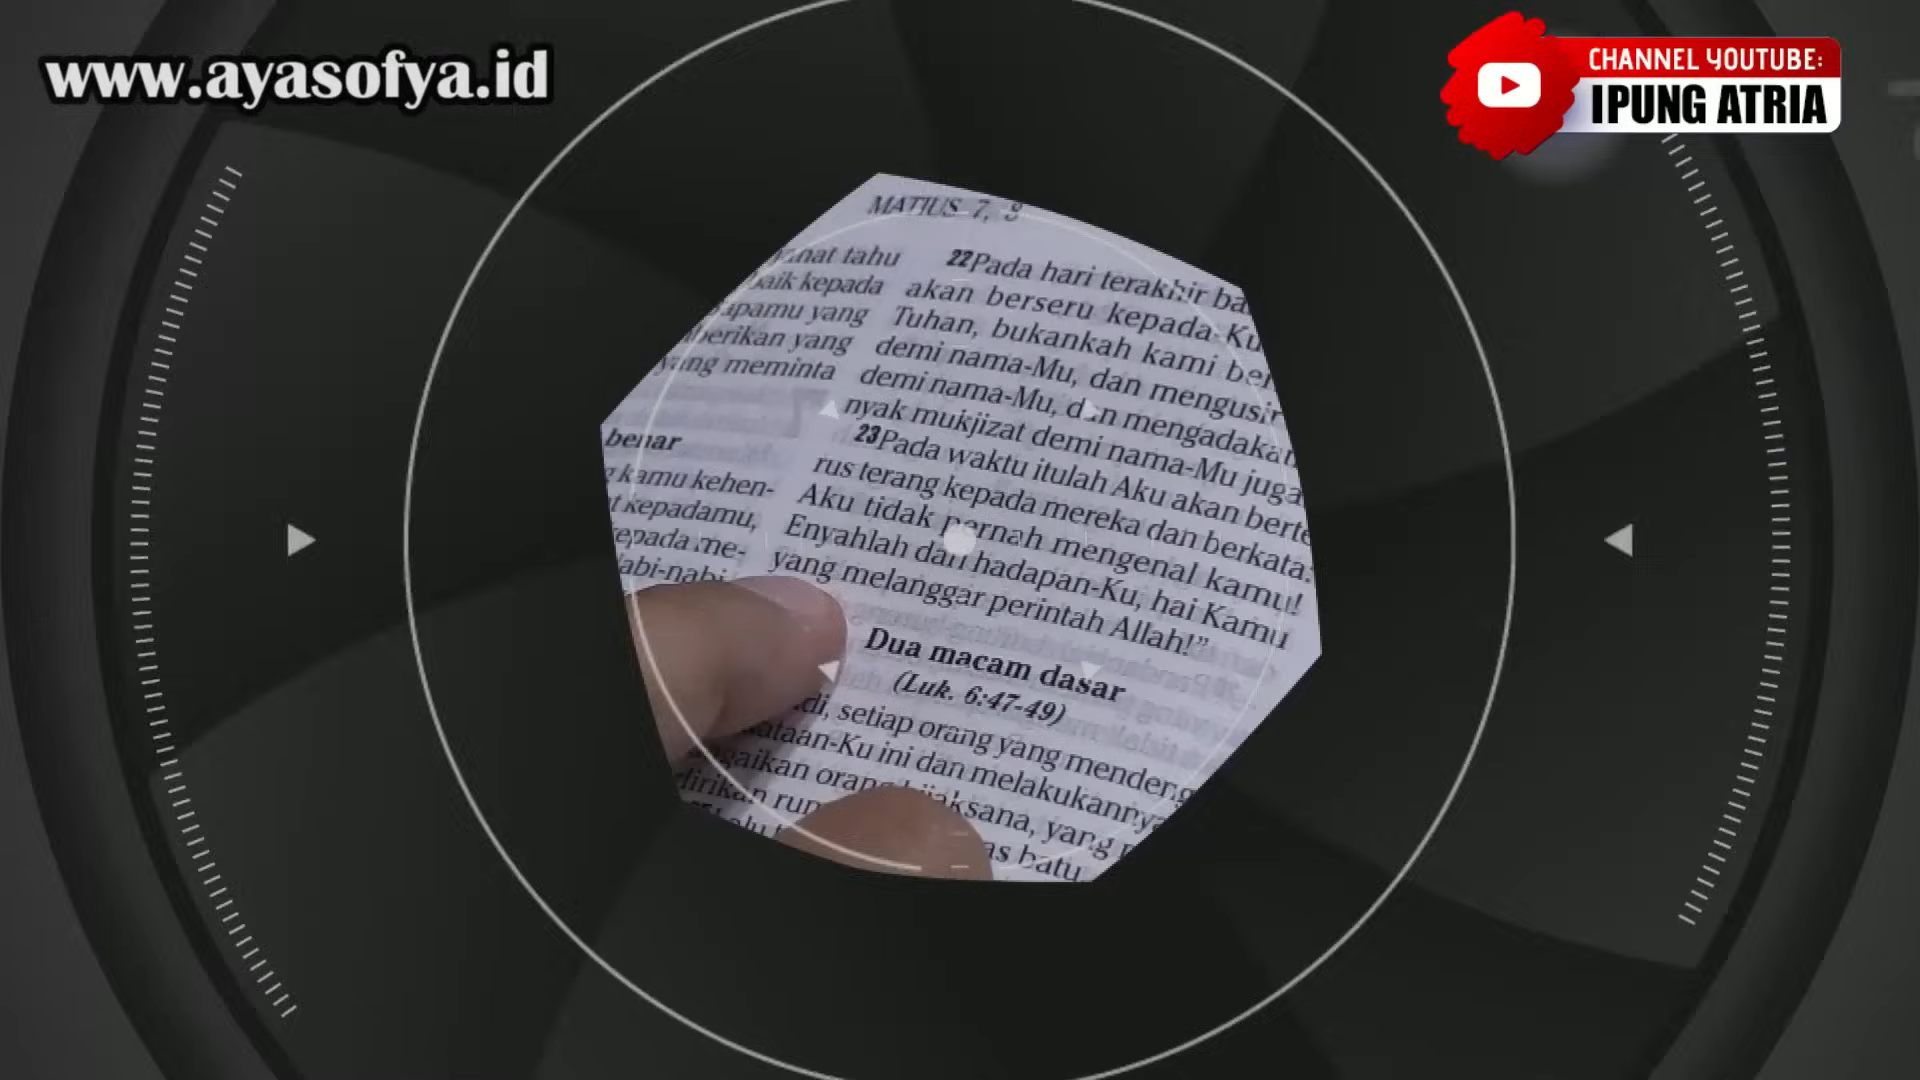 www.ayasofya.id
CHANNEL YOUTUBE:
IPUNG ATRIA
MATIUS 7, 8
tahu
kepada
yang
yang
yang meminta
benar
kamu kehen-
kepadamu,
me-
22Pada hari terakhir
akan berseru kepada-Ku
Tuhan, bukankah kami
demi nama-Mu, dan mengusir
demi nama-Mu, dan mengadakan
nyak mukjizat demi nama-Mu juga
23Pada waktu itulah Aku akan berte
rus terang kepada mereka dan berkata:
Aku tidak pernah mengenal kamu!
Enyahlah dari hadapan-Ku, hai Kamu
yang melanggar perintah Allah!”
Dua macam dasar
(Luk. 6:47-49)
setiap orang yang
ini dan melakukannya
orang bijaksana, yang
batu